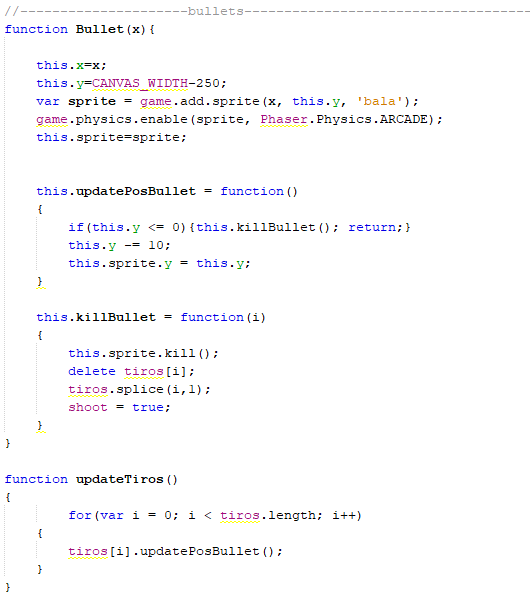 //---------------------bullets------------------------------------
function Bullet(x){
    this.x=x;
    this.y=CANVAS_WIDTH-250;
    var sprite = game.add.sprite(x, this.y, 'bala');
    game.physics.enable(sprite, Phaser.Physics.ARCADE);
    this.sprite=sprite;
    this.updatePosBullet = function()
    {
        if(this.y <= 0){this.killBullet(); return;}
        this.y -= 10;
        this.sprite.y = this.y;
    }
    this.killBullet = function(i)
    {
        this.sprite.kill();
        delete tiros[i];
        tiros.splice(i,1);
        shoot = true;
    }
}
function updateTiros()
{
        for(var i = 0; i < tiros.length; i++)
    {
        tiros[i].updatePosBullet();
    }
}